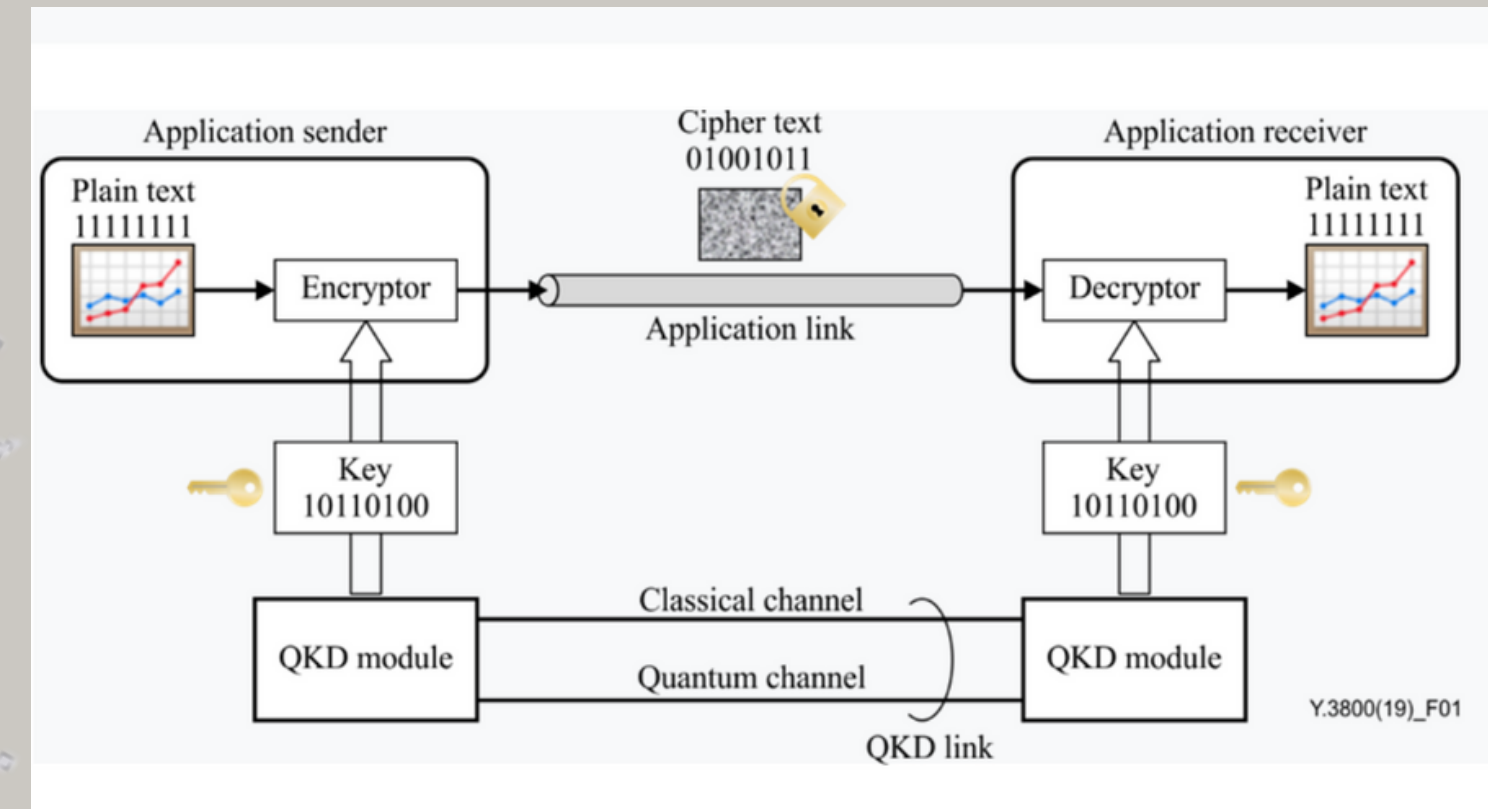 Application sender
Plain text
11111111
Encryptor
Cipher text
01001011
Application link
Application receiver
Plain text
11111111
Decryptor
Key
10110100
Key
10110100
QKD module
Classical channel
Quantum channel
QKD link
QKD module
Y.3800(19)_F01